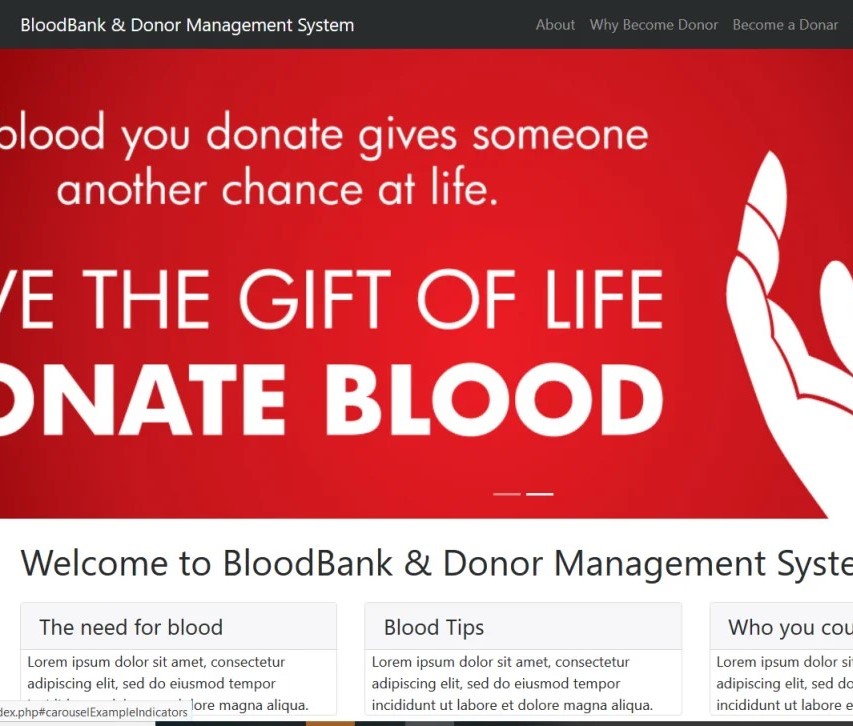 BloodBank & Donor Management System
About Why Become Donor Become a Donar
blood you donate gives someone
another chance at life.
VE THE GIFT OF LIFE
ONATE BLOOD
Welcome to BloodBank & Donor Management Syste
The need for blood
Lorem ipsum dolor sit amet, consectetur
adipiscing elit, sed do eiusmod tempor
Blood Tips
Lorem ipsum dolor sit amet, consectetur
adipiscing elit, sed do eiusmod tempor
incididunt ut labore et dolore magna aliqua.
Who you cou
Lorem ipsum dolor si
adipiscing elit, sed do
incididunt ut labore e
lore magna aliqua.
dex.php#carouselExampleIndicators